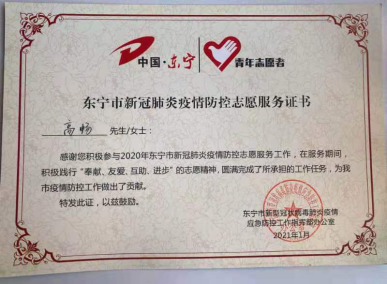 中国·东宁
青年志愿者
东宁市新冠肺炎疫情防控志愿服务证书
高畅 先生/女士:
感谢您积极参与2020年东宁市新冠肺炎疫情防控志愿服务工作,在服务期间,
积极践行“奉献、友爱、互助、进步”的志愿精神,圆满完成了所承担的工作任务,为我
市疫情防控工作做出了贡献。
特发此证,以兹鼓励。
东宁市新型冠状病毒肺炎疫情
应急防控工作指挥部办公室
2021年1月